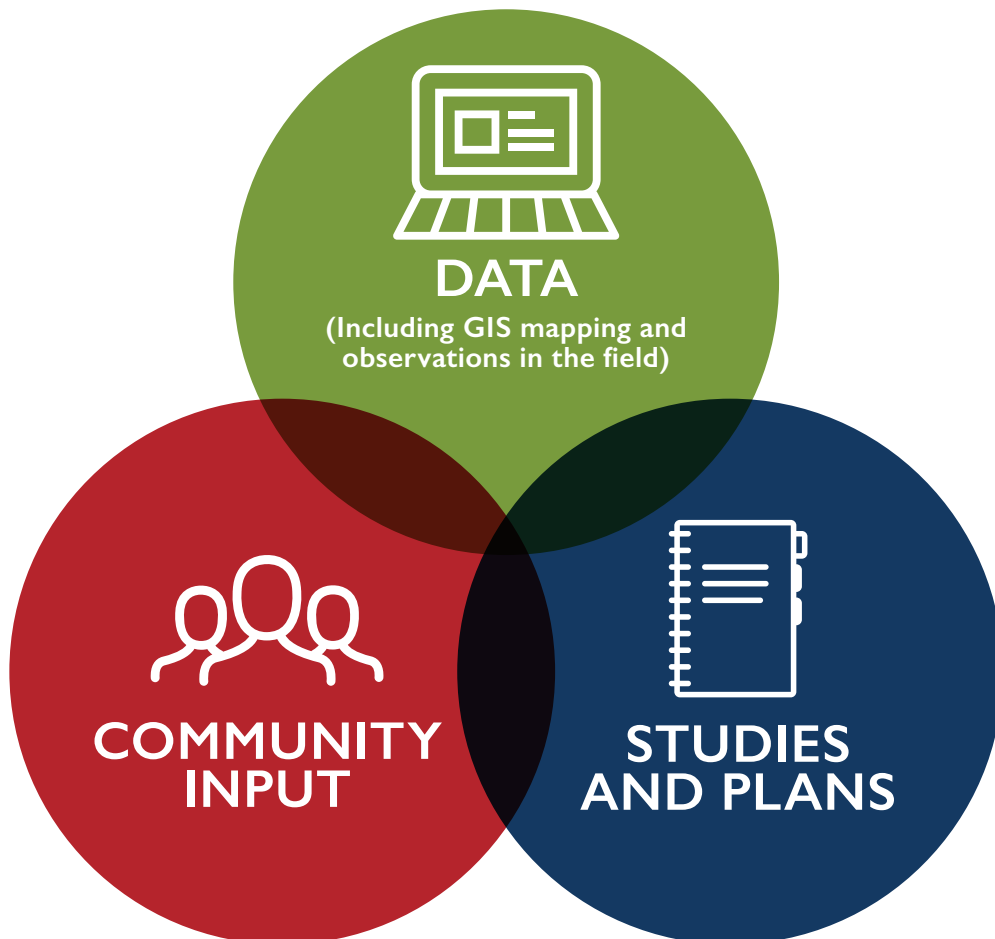 DATA
(Including GIS mapping and
observations in the field)
COMMUNITY
INPUT
STUDIES
AND PLANS